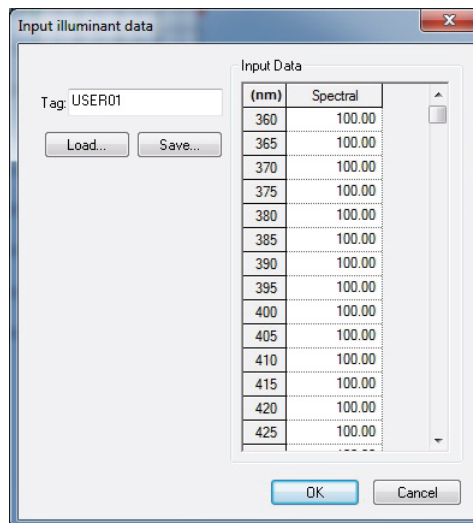 Input illuminant data
x
Tag: USER01
Load... Save...
Input Data
(nm) Spectral
360 100.00
365 100.00
370 100.00
375 100.00
380 100.00
385 100.00
390 100.00
395 100.00
400 100.00
405 100.00
410 100.00
415 100.00
420 100.00
425 100.00
OK Cancel